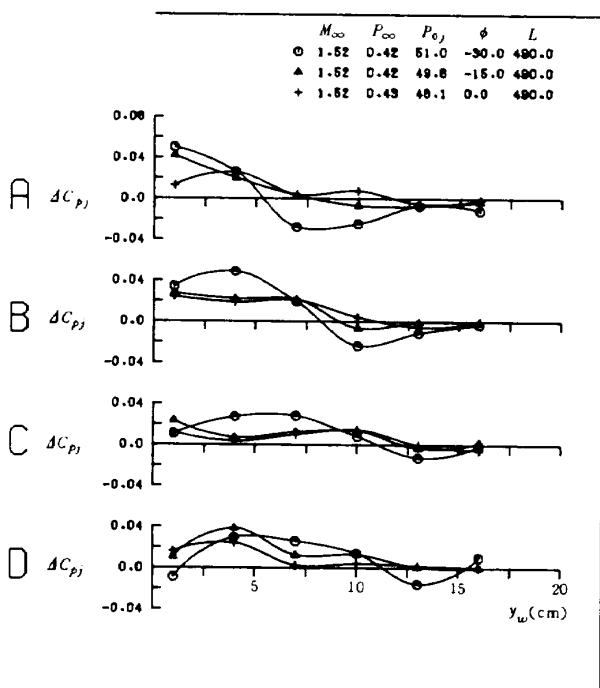 M∞ P∞ P0j ϕ L
1.52 0.42 51.0 -30.0 490.0
1.52 0.42 49.8 -15.0 490.0
1.52 0.43 48.1 0.0 490.0
0.08
0.04
A ΔCpj 0.0
-0.04
0.04
B ΔCpj 0.0
-0.04
0.04
C ΔCpj 0.0
-0.04
0.04
D ΔCpj 0.0
-0.04
5 10 15 20
yw(cm)